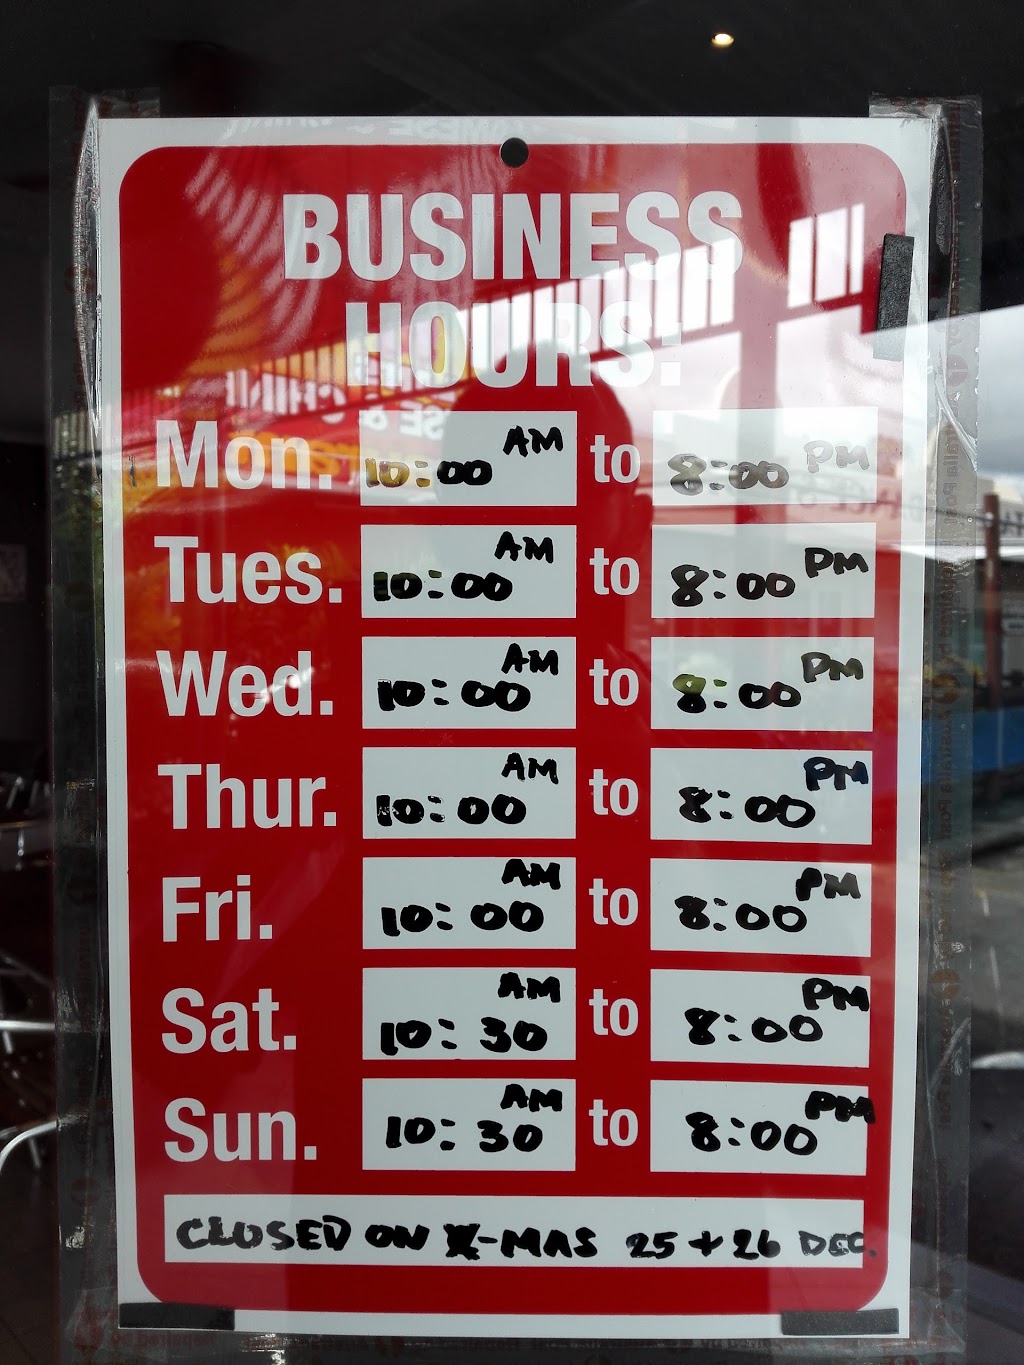 BUSINESS
HOURS:
Mon. 10:00 AM to 8:00 PM
Tues. 10:00 AM to 8:00 PM
Wed. 10:00 AM to 8:00 PM
Thur. 10:00 AM to 8:00 PM
Fri. 10:00 AM to 8:00 PM
Sat. 10:30 AM to 8:00 PM
Sun. 10:30 AM to 8:00 PM
CLOSED ON X-MAS 25 + 26 DEC.